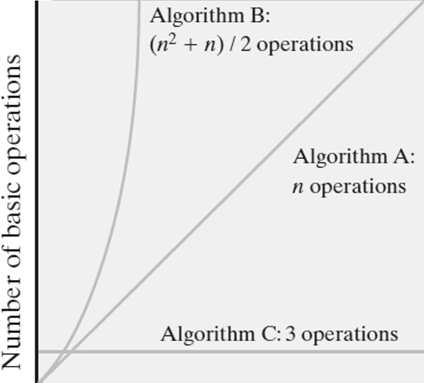 Algorithm B:
(n² + n) / 2 operations
Number of basic operations
Algorithm A:
n operations
Algorithm C: 3 operations